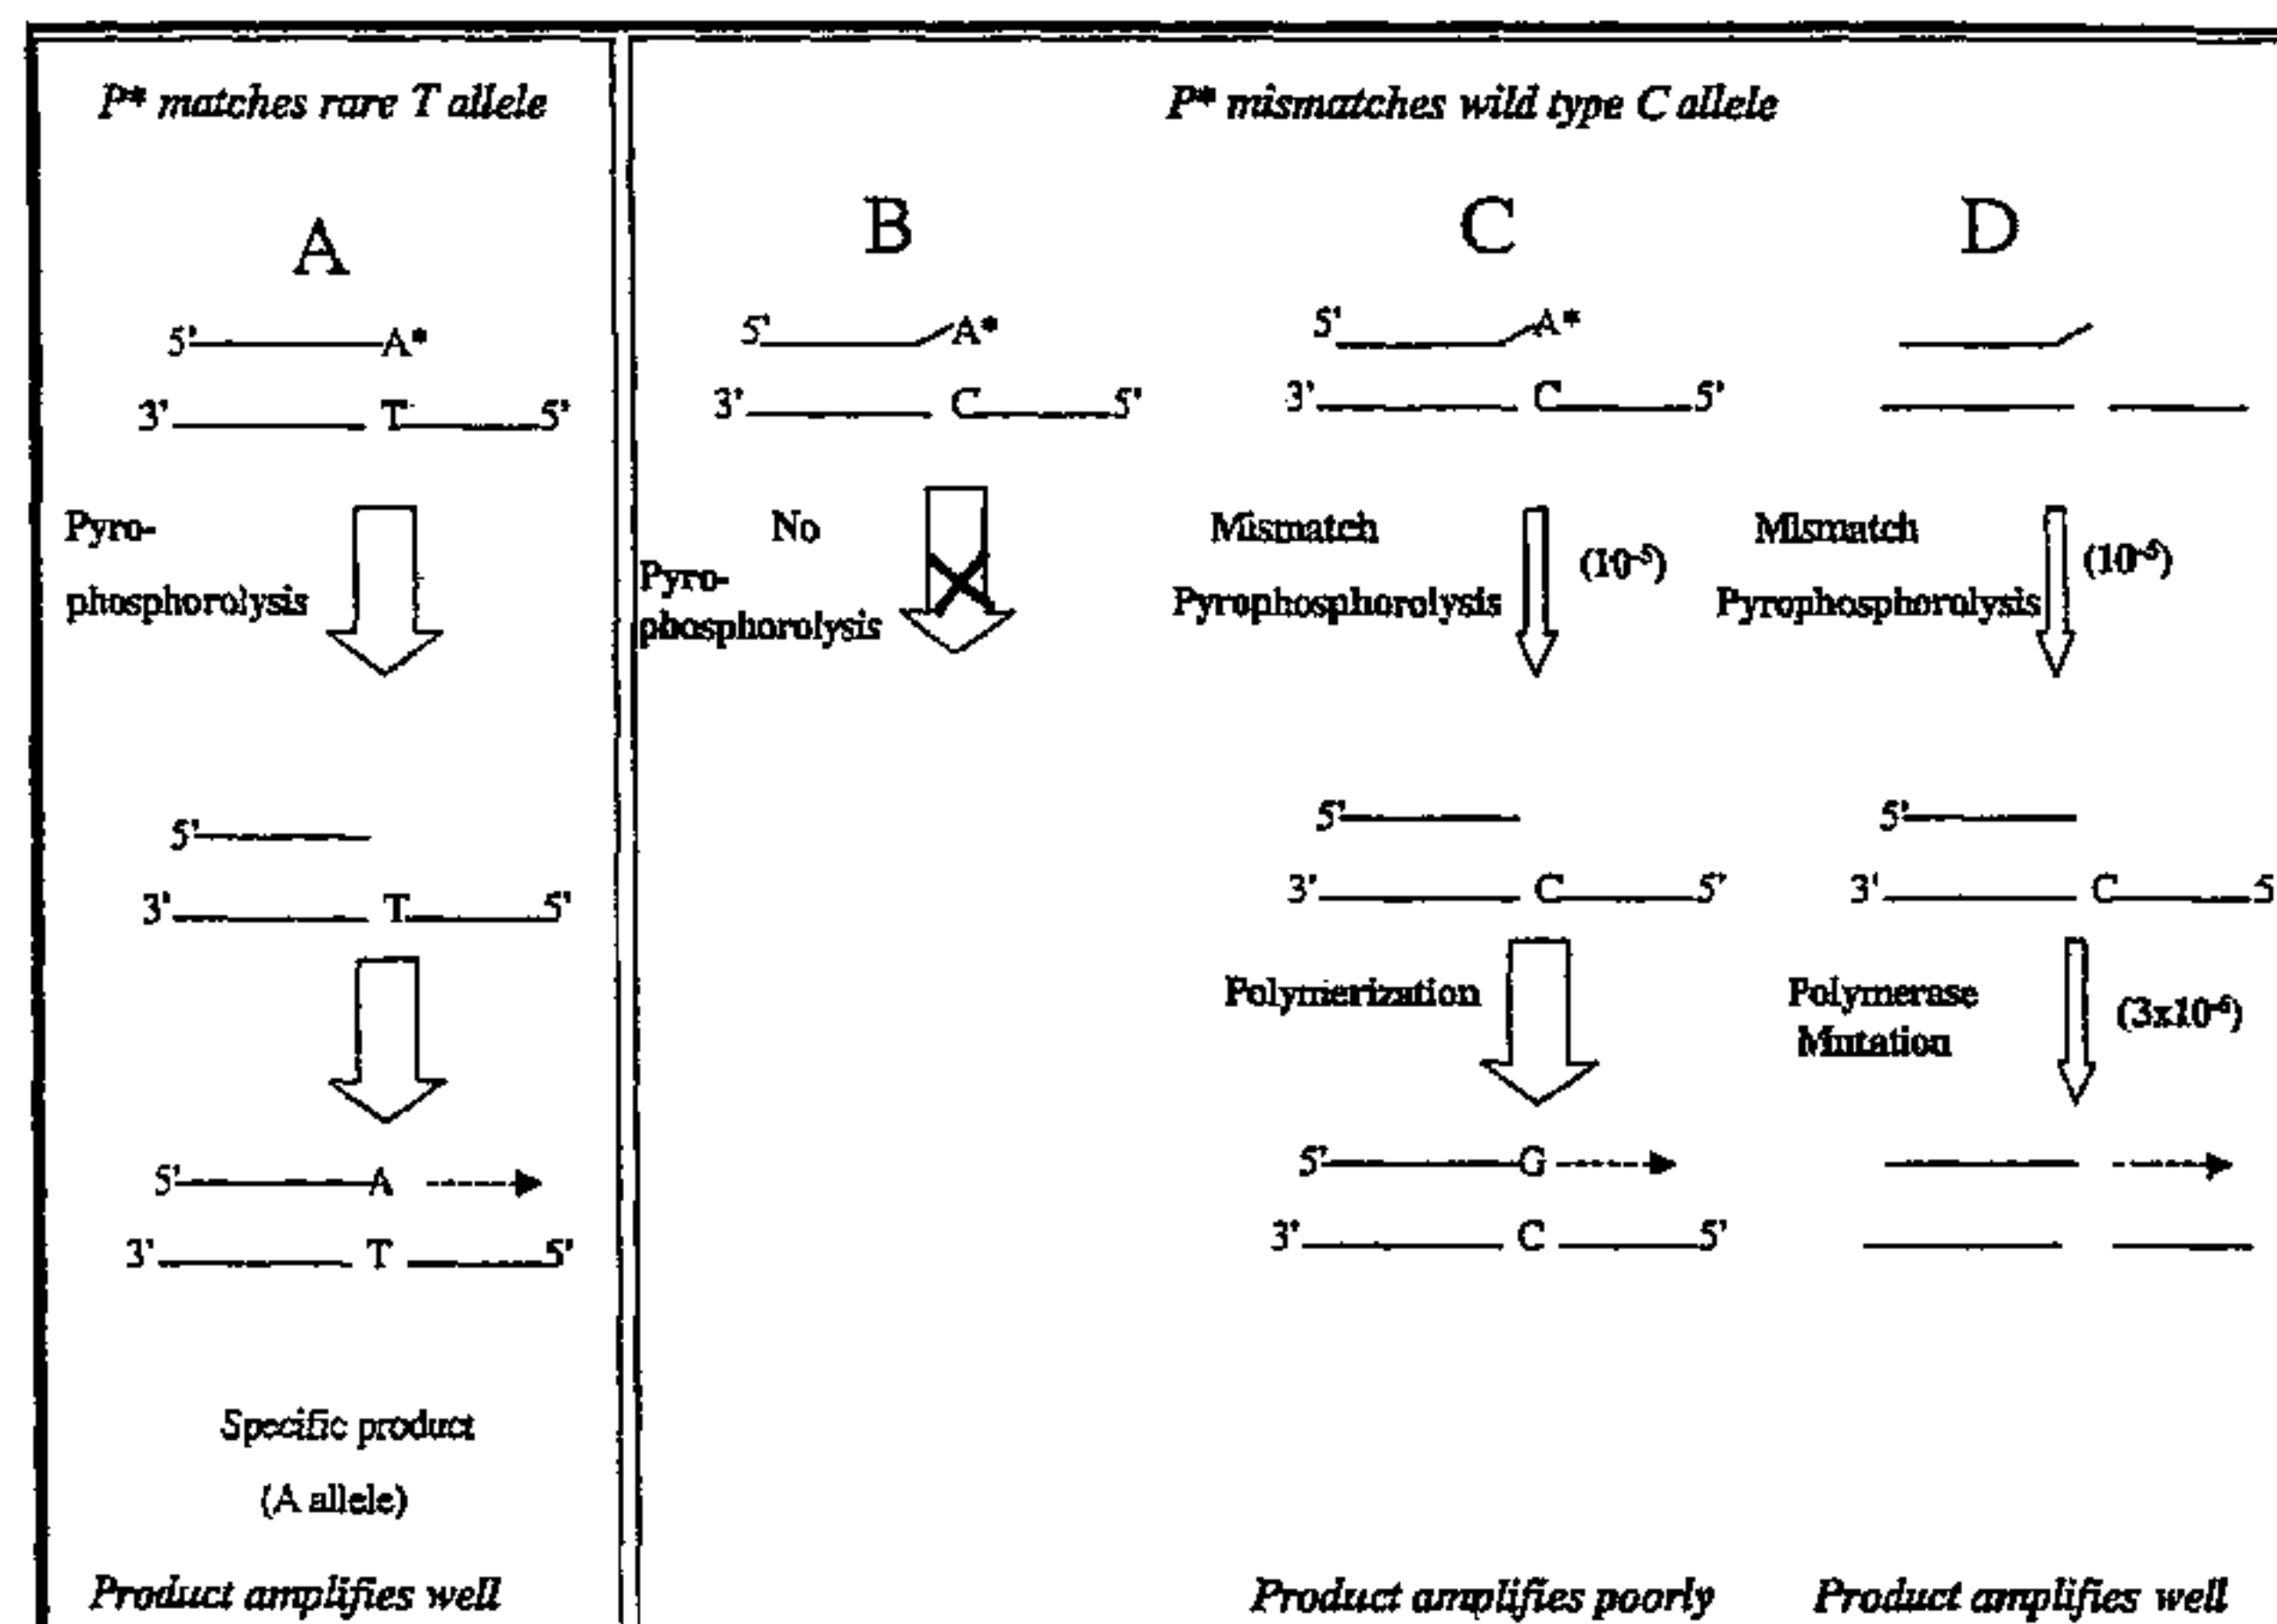 P* matches rare T allele
P* mismatches wild type C allele
A
5' A*
3' T 5'
Pyro-
phosphorolysis
5'
3' T 5'
5' A
3' T 5'
Specific product
(A allele)
Product amplifies well
B
5' A*
3' C 5'
No
Pyro-
phosphorolysis
C
5' A*
3' C 5'
Mismatch
(10⁻⁵)
Pyrophosphorolysis
5'
3' C 5'
Polymerization
5' G
3' C 5'
Product amplifies poorly
D
Mismatch
(10⁻⁵)
Pyrophosphorolysis
5'
3' C 5
Polymerase
Mutation
Product amplifies well